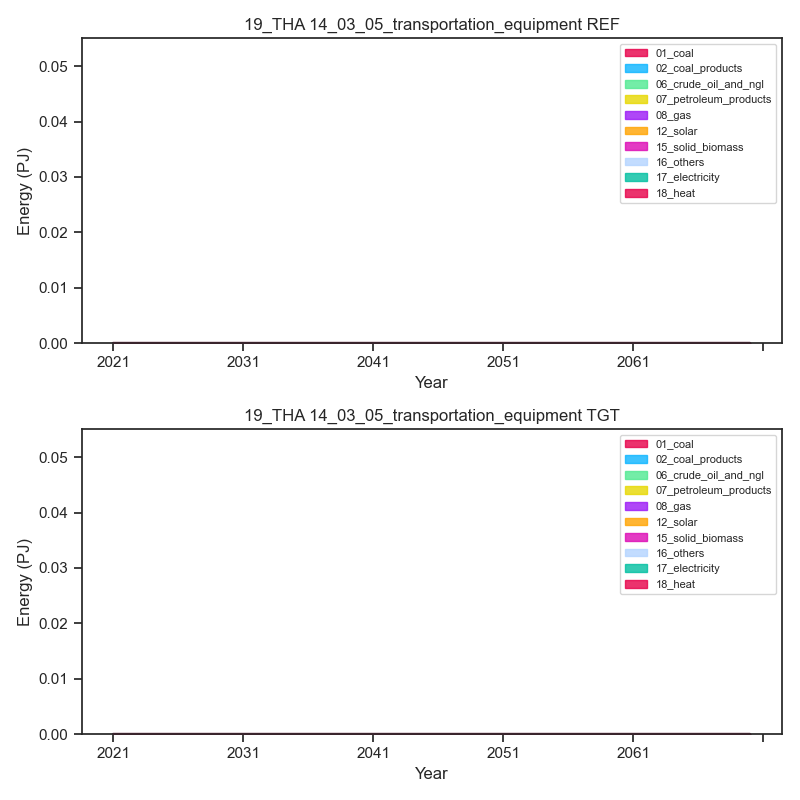 19_THA 14_03_05_transportation_equipment REF
0.05
0.04
0.03
0.02
0.01
0.00
Energy (PJ)
01_coal
02_coal_products
06_crude_oil_and_ngl
07_petroleum_products
08_gas
12_solar
15_solid_biomass
16_others
17_electricity
18_heat
2021 2031 2041 2051 2061
Year
19_THA 14_03_05_transportation_equipment TGT
0.05
0.04
0.03
0.02
0.01
0.00
Energy (PJ)
01_coal
02_coal_products
06_crude_oil_and_ngl
07_petroleum_products
08_gas
12_solar
15_solid_biomass
16_others
17_electricity
18_heat
2021 2031 2041 2051 2061
Year